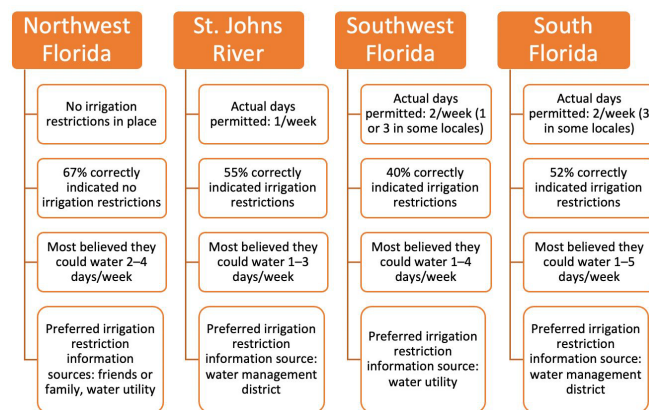 Northwest
Florida
No irrigation
restrictions in place
67% correctly
indicated no
irrigation restrictions
Most believed they
could water 2–4
days/week
Preferred irrigation
restriction
information
sources: friends or
family, water utility
St. Johns
River
Actual days
permitted: 1/week
55% correctly
indicated irrigation
restrictions
Most believed they
could water 1–3
days/week
Preferred irrigation
restriction
information source:
water management
district
Southwest
Florida
Actual days
permitted: 2/week (1
or 3 in some locales)
40% correctly
indicated irrigation
restrictions
Most believed they
could water 1–4
days/week
Preferred irrigation
restriction
information source:
water utility
South
Florida
Actual days
permitted: 2/week (3
in some locales)
52% correctly
indicated irrigation
restrictions
Most believed they
could water 1–5
days/week
Preferred irrigation
restriction
information source:
water management
district